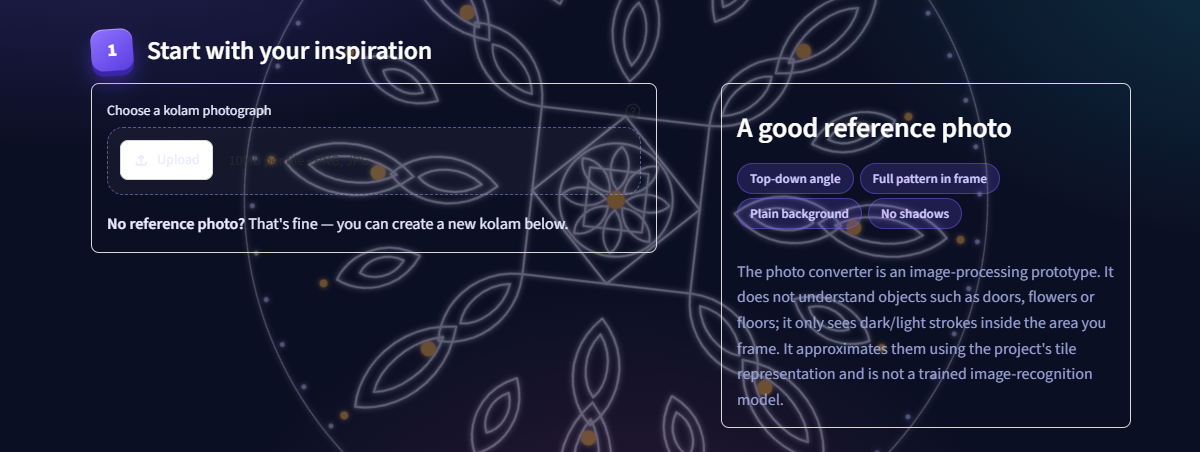 1
Start with your inspiration
Choose a kolam photograph
Upload
No reference photo? That's fine — you can create a new kolam below.
A good reference photo
Top-down angle
Full pattern in frame
Plain background
No shadows
The photo converter is an image-processing prototype. It
does not understand objects such as doors, flowers or
floors; it only sees dark/light strokes inside the area you
frame. It approximates them using the project's tile
representation and is not a trained image-recognition
model.